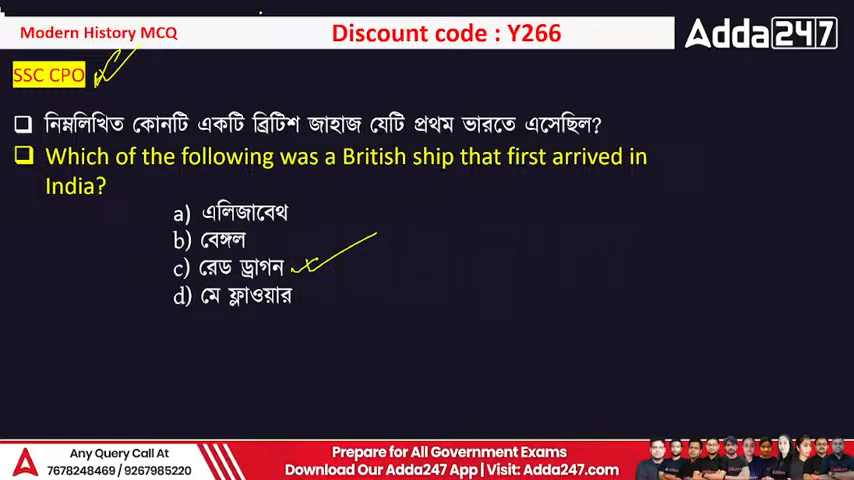 Modern History MCQ
Discount code : Y266
Adda247
SSC CPO
নিম্নলিখিত কোনটি একটি ব্রিটিশ জাহাজ যেটি প্রথম ভারতে এসেছিল?
Which of the following was a British ship that first arrived in
India?
a) এলিজাবেথ
b) বেঙ্গল
c) রেড ড্রাগন
d) মে ফ্লাওয়ার
Any Query Call At
7678248469 / 9267985220
Prepare for All Government Exams
Download Our Adda247 App | Visit: Adda247.com